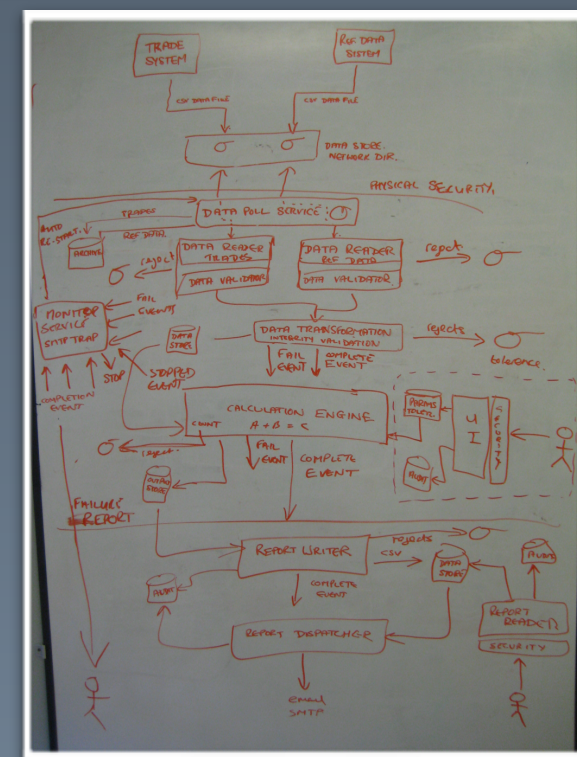 TRADE
SYSTEM
REF DATA
SYSTEM
CSV DATA FILE
CSV DATA FILE
DATA STORE.
NETWORK DIR.
PHYSICAL SECURITY.
TRADES
DATA POLL SERVICE
AUTO
RE-START.
REF DATA
ARCHIVE
reject
DATA READER
TRADES
DATA VALIDATOR
DATA READER
REF DATA
DATA VALIDATOR
reject
MONITOR
SERVICE
FAIL
EVENTS
DATA
STORE
DATA TRANSFORMATION
INTEGRITY VALIDATION
rejects
tolerance.
STOP
STOPPED
EVENT
FAIL
EVENT
COMPLETE
EVENT
COMPLETION
EVENT
CALCULATION ENGINE
A + B = C
COUNT
PARAMS
UI
SECURITY
AUDIT
reject
FAIL
EVENT
COMPLETE
EVENT
OUTPUT
STORE
FAILURE
REPORT
REPORT WRITER
rejects
CSV
DATA
STORE
AUDIT
AUDIT
COMPLETE
EVENT
REPORT DISPATCHER
REPORT
READER
SECURITY
email
SMTP